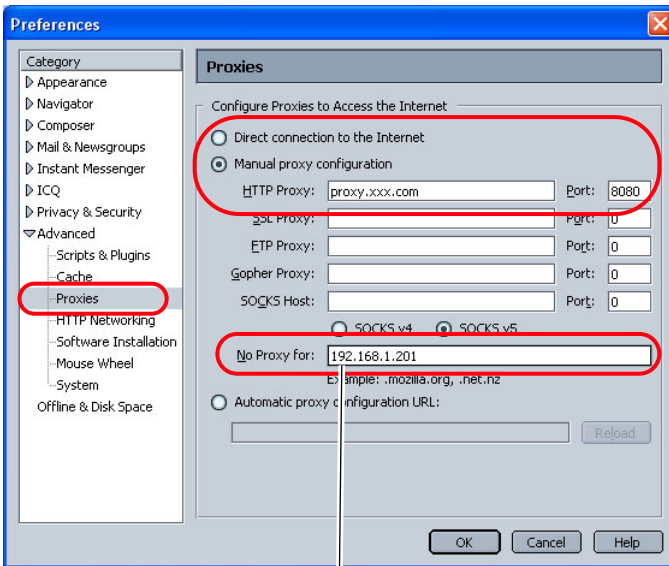 Preferences
Category
Appearance
Navigator
Composer
Mail & Newsgroups
Instant Messenger
ICQ
Privacy & Security
Advanced
Scripts & Plugins
Cache
Proxies
HTTP Networking
Software Installation
Mouse Wheel
System
Offline & Disk Space
Proxies
Configure Proxies to Access the Internet
Direct connection to the Internet
Manual proxy configuration
HTTP Proxy: proxy.xxx.com Port: 8080
SSL Proxy: Port: 0
FTP Proxy: Port: 0
Gopher Proxy: Port: 0
SOCKS Host: Port: 0
SOCKS v4 SOCKS v5
No Proxy for: 192.168.1.201
Example: .mozilla.org, .net.nz
Automatic proxy configuration URL:
Reload
OK Cancel Help